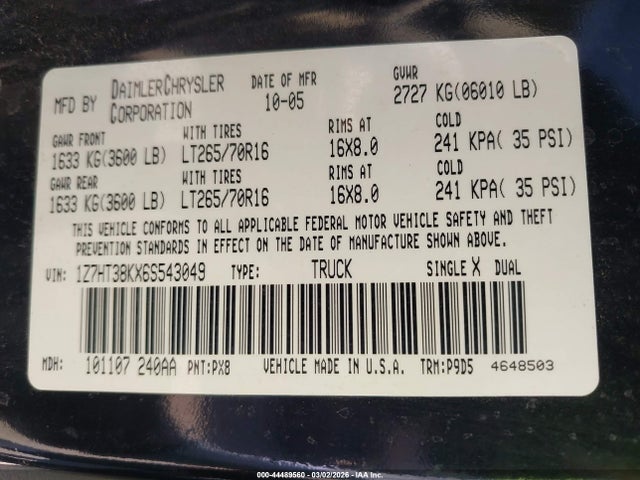 MFD BY DAIMLERCHRYSLER CORPORATION DATE OF MFR 10-05 GVWR 2727 KG(06010 LB)
GAWR FRONT WITH TIRES RIMS AT COLD
1633 KG(3600 LB) LT265/70R16 16X8.0 241 KPA( 35 PSI)
GAWR REAR WITH TIRES RIMS AT COLD
1633 KG(3600 LB) LT265/70R16 16X8.0 241 KPA( 35 PSI)
THIS VEHICLE CONFORMS TO ALL APPLICABLE FEDERAL MOTOR VEHICLE SAFETY AND THEFT
PREVENTION STANDARDS IN EFFECT ON THE DATE OF MANUFACTURE SHOWN ABOVE.
VIN: 1Z7HT38KX6S543049 TYPE: TRUCK SINGLE X DUAL
MDH: 101107 240AA PNT:PX8 VEHICLE MADE IN U.S.A. TRM:P9D5 4648503
000-44489560 - 03/02/2026 - IAA Inc.